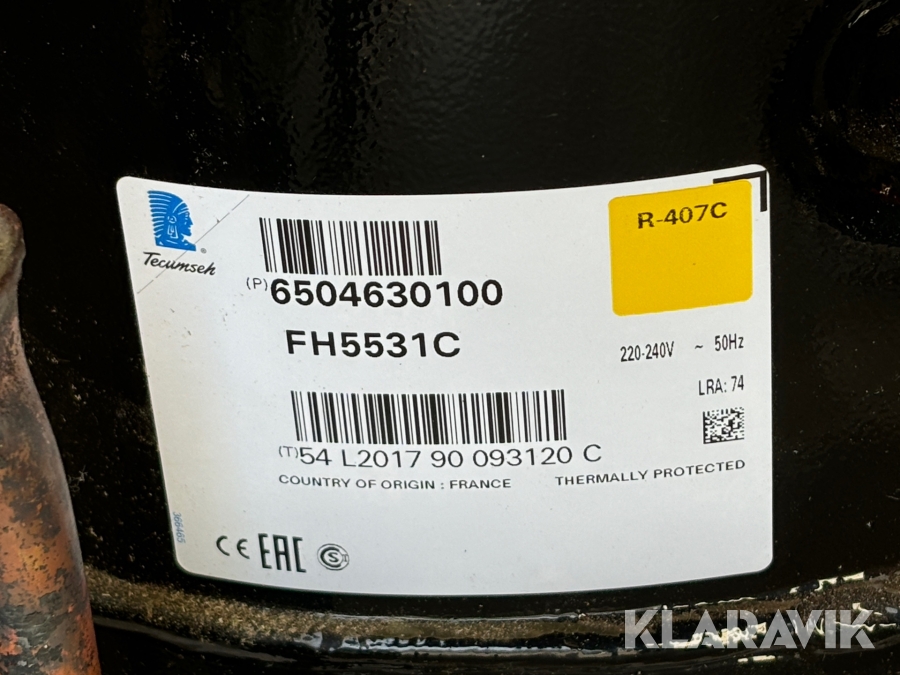 Tecumseh
R-407C
(P)6504630100
FH5531C
220-240V ~ 50Hz
LRA: 74
(T)54 L2017 90 093120 C
COUNTRY OF ORIGIN : FRANCE
THERMALLY PROTECTED
366465
CE EAC
KLARAVIK